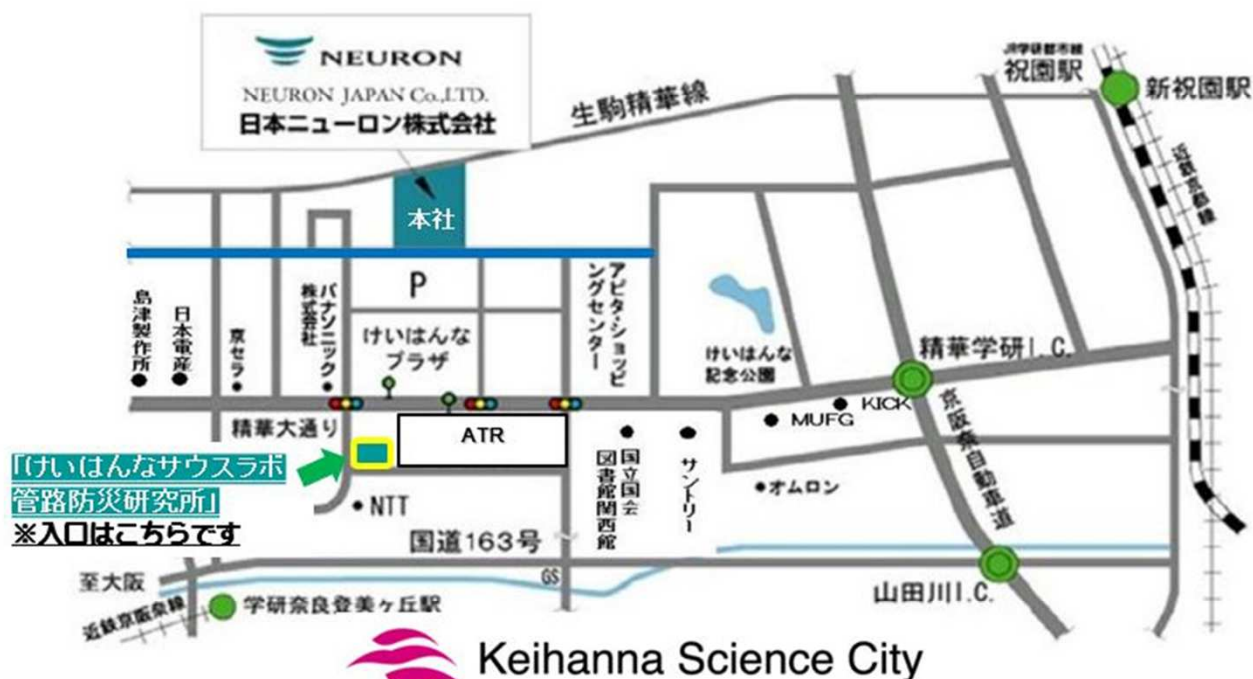 NEURON
NEURON JAPAN Co.,LTD.
日本ニューロン株式会社
生駒精華線
JR学研都市線
祝園駅
新祝園駅
近鉄京都線
本社
P
けいはんな
プラザ
島津製作所
日本電産
京セラ
パナソニック
株式会社
アピタ・ショッピ
ングセンター
けいはんな
記念公園
精華学研I.C.
KICK
MUFG
京阪奈自動車道
精華大通り
ATR
「けいはんなサウスラボ
管路防災研究所」
※入口はこちらです
国立国会
図書館関西館
サントリー
オムロン
NTT
国道163号
GS
至大阪
近鉄京阪奈線
学研奈良登美ヶ丘駅
山田川I.C.
Keihanna Science City